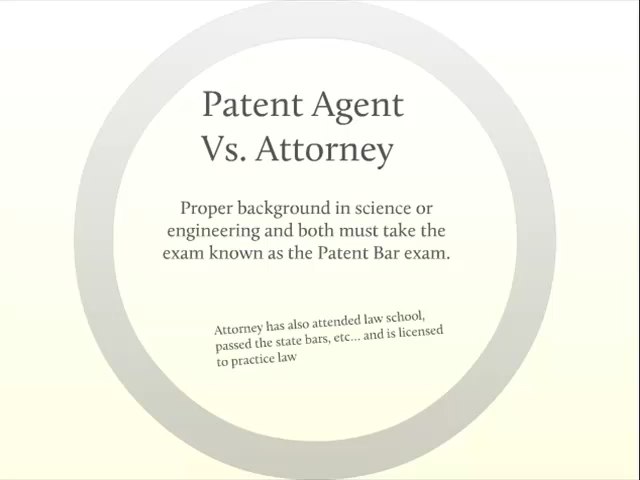 Patent Agent
Vs. Attorney
Proper background in science or
engineering and both must take the
exam known as the Patent Bar exam.
Attorney has also attended law school,
passed the state bars, etc... and is licensed
to practice law